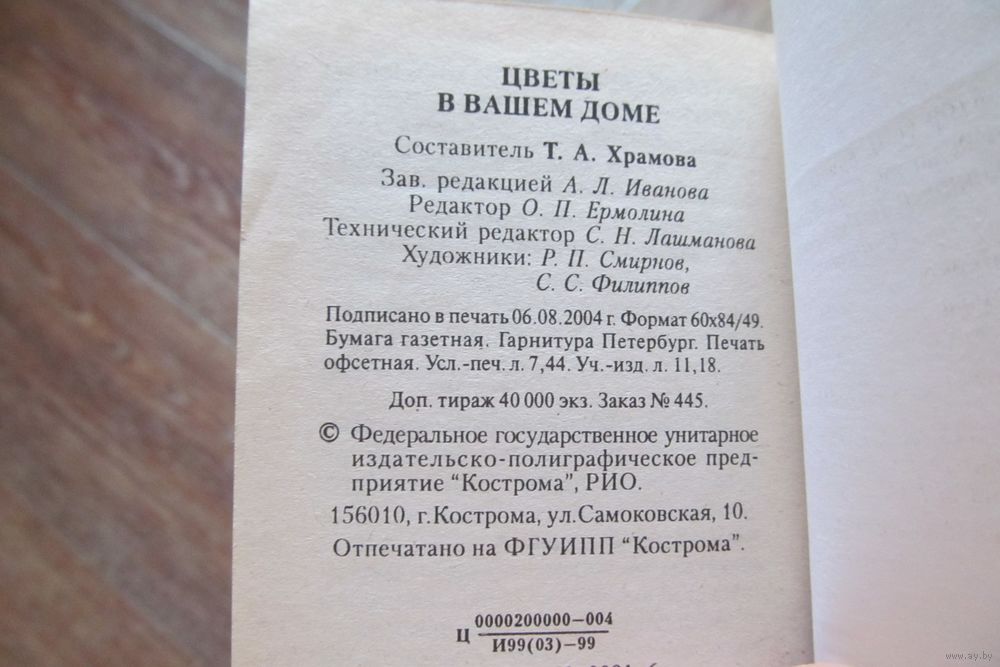 ЦВЕТЫ
В ВАШЕМ ДОМЕ
Составитель Т. А. Храмова
Зав. редакцией А. Л. Иванова
Редактор О. П. Ермолина
Технический редактор С. Н. Лашманова
Художники: Р. П. Смирнов,
С. С. Филиппов
Подписано в печать 06.08.2004 г. Формат 60х84/49.
Бумага газетная. Гарнитура Петербург. Печать
офсетная. Усл.-печ. л. 7,44. Уч.-изд. л. 11,18.
Доп. тираж 40 000 экз. Заказ № 445.
© Федеральное государственное унитарное
издательско-полиграфическое пред-
приятие “Кострома”, РИО.
156010, г.Кострома, ул.Самоковская, 10.
Отпечатано на ФГУИПП “Кострома”.
0000200000–004
Ц
И99(03)–99
www.ay.by